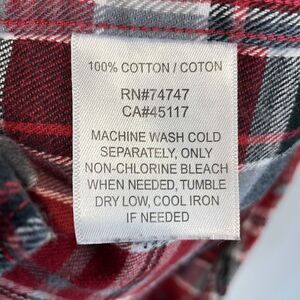 100% COTTON / COTON
RN#74747
CA#45117
MACHINE WASH COLD
SEPARATELY, ONLY
NON-CHLORINE BLEACH
WHEN NEEDED, TUMBLE
DRY LOW, COOL IRON
IF NEEDED